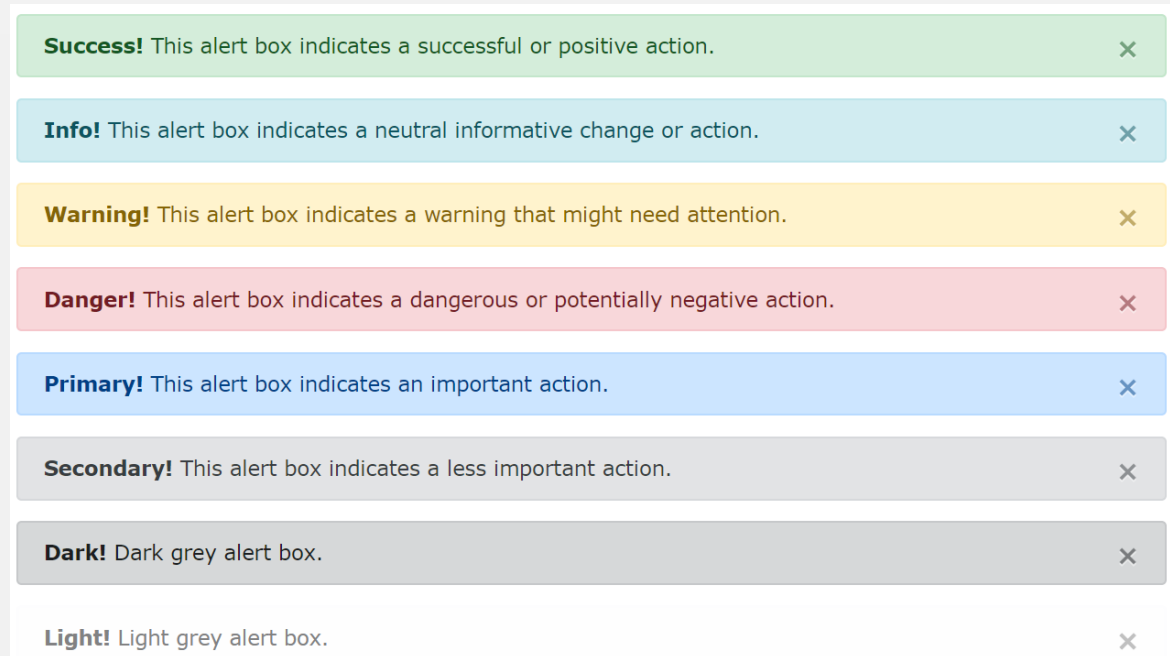 Success! This alert box indicates a successful or positive action. ×
Info! This alert box indicates a neutral informative change or action. ×
Warning! This alert box indicates a warning that might need attention. ×
Danger! This alert box indicates a dangerous or potentially negative action. ×
Primary! This alert box indicates an important action. ×
Secondary! This alert box indicates a less important action. ×
Dark! Dark grey alert box. ×
Light! Light grey alert box. ×